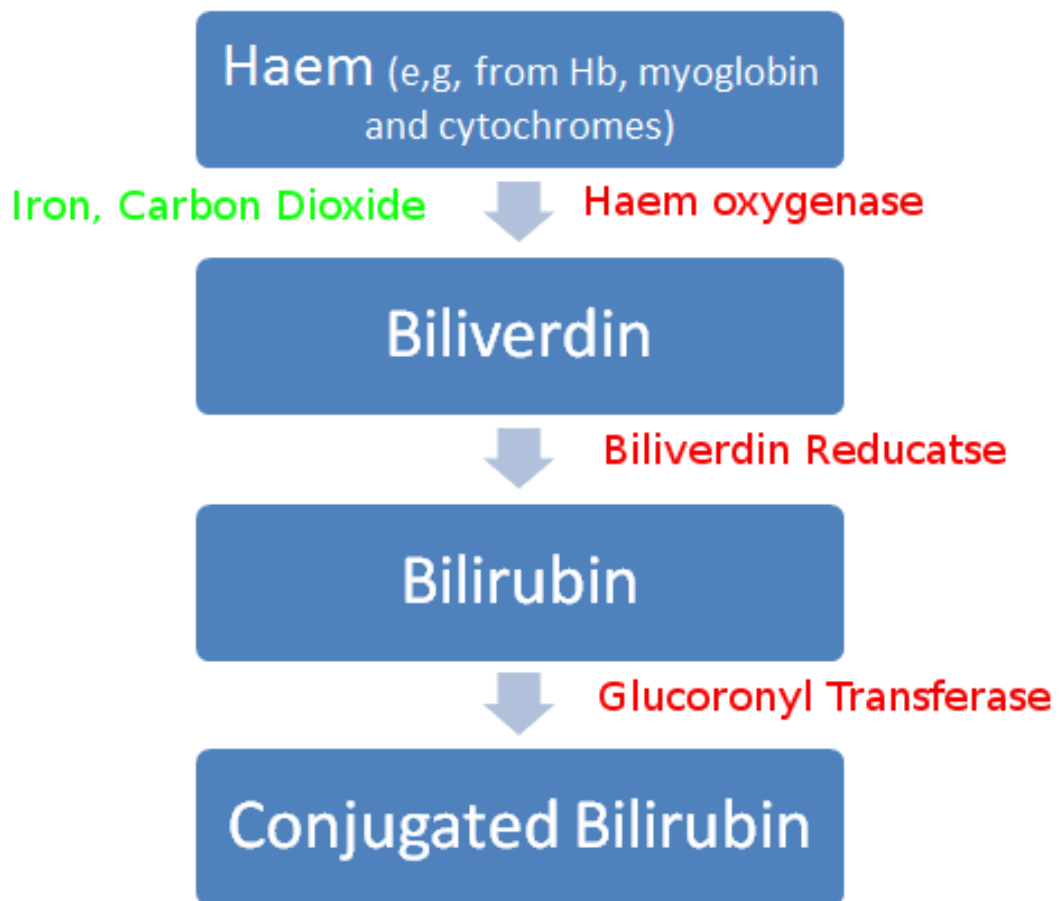 Haem (e,g, from Hb, myoglobin
and cytochromes)
Iron, Carbon Dioxide
Haem oxygenase
Biliverdin
Biliverdin Reducatse
Bilirubin
Glucoronyl Transferase
Conjugated Bilirubin